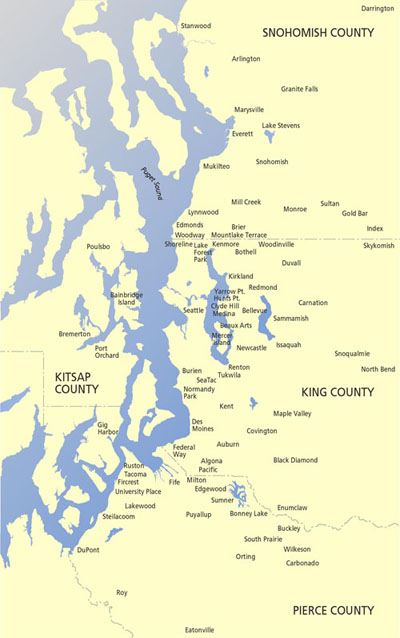 Darrington
Stanwood
SNOHOMISH COUNTY
Arlington
Granite Falls
Marysville
Lake Stevens
Everett
Mukilteo
Snohomish
Puget Sound
Mill Creek
Sultan
Lynnwood
Monroe
Gold Bar
Edmonds
Brier
Index
Woodway
Mountlake Terrace
Poulsbo
Shoreline
Lake
Forest
Park
Kenmore
Woodinville
Skykomish
Bothell
Duvall
Kirkland
Redmond
Bainbridge
Island
Yarrow Pt.
Hunts Pt.
Clyde Hill
Medina
Carnation
Seattle
Bellevue
Sammamish
Beaux Arts
Bremerton
Mercer
Island
Port
Orchard
Newcastle
Issaquah
Snoqualmie
Renton
North Bend
Burien
Tukwila
SeaTac
KITSAP
COUNTY
Normandy
Park
KING COUNTY
Kent
Maple Valley
Gig
Harbor
Des
Moines
Covington
Auburn
Federal
Way
Algona
Pacific
Black Diamond
Ruston
Tacoma
Fircrest
University Place
Fife
Milton
Edgewood
Sumner
Lakewood
Steilacoom
Puyallup
Bonney Lake
Enumclaw
Buckley
South Prairie
DuPont
Orting
Wilkeson
Carbonado
Roy
PIERCE COUNTY
Eatonville